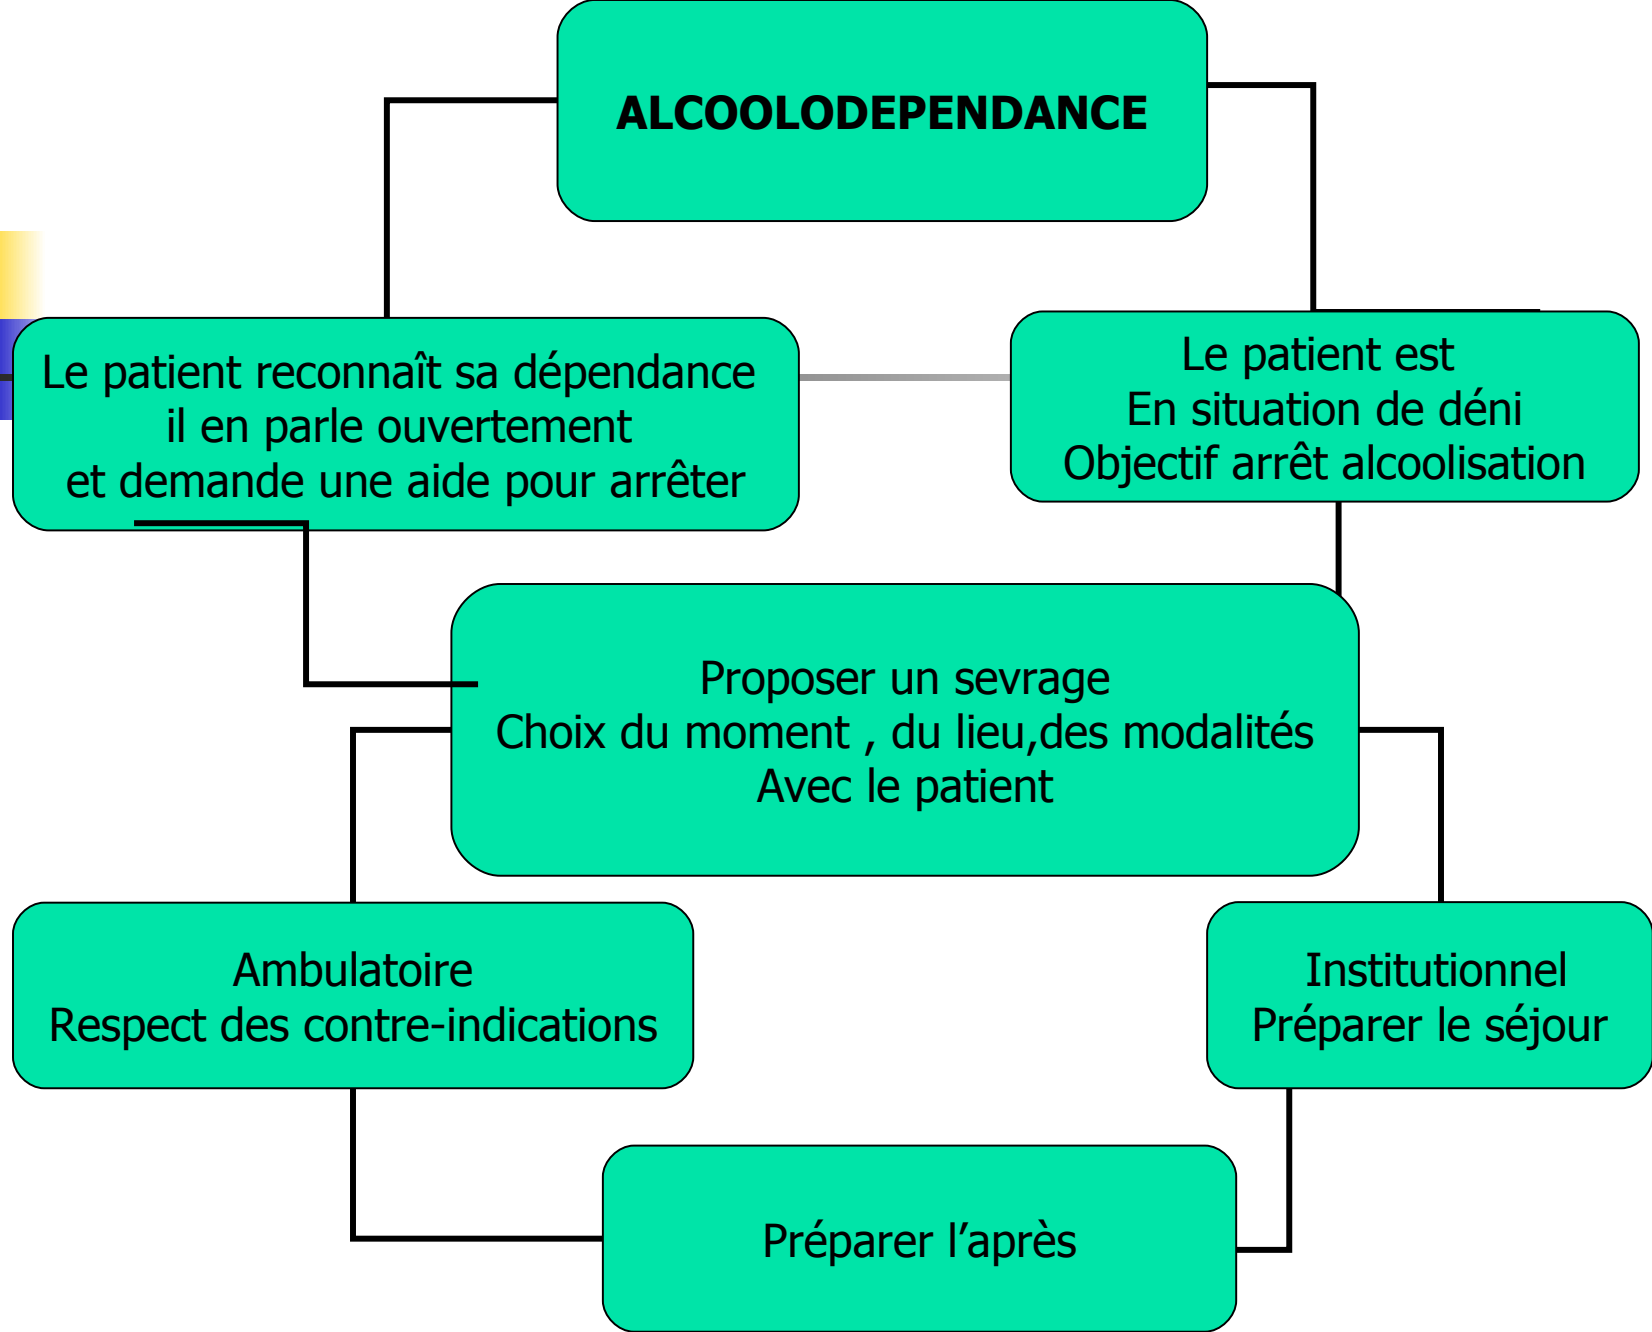 ALCOOLODEPENDANCE
Le patient reconnaît sa dépendance
il en parle ouvertement
et demande une aide pour arrêter
Le patient est
En situation de déni
Objectif arrêt alcoolisation
Proposer un sevrage
Choix du moment , du lieu,des modalités
Avec le patient
Ambulatoire
Respect des contre-indications
Institutionnel
Préparer le séjour
Préparer l’après